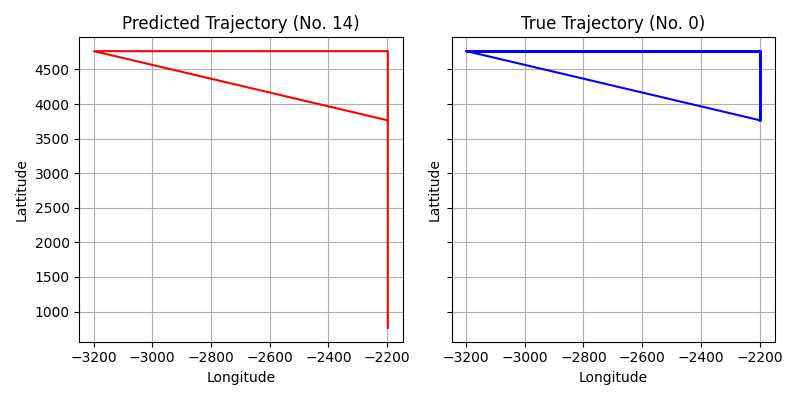 Predicted Trajectory (No. 14)
4500
4000
3500
3000
2500
2000
1500
1000
Lattitude
−3200 −3000 −2800 −2600 −2400 −2200
Longitude
True Trajectory (No. 0)
Lattitude
−3200 −3000 −2800 −2600 −2400 −2200
Longitude